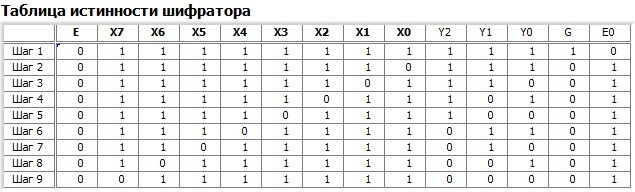 Таблица истинности шифратора
E X7 X6 X5 X4 X3 X2 X1 X0 Y2 Y1 Y0 G E0
Шаг 1 0 1 1 1 1 1 1 1 1 1 1 1 1 0
Шаг 2 0 1 1 1 1 1 1 1 0 1 1 1 0 1
Шаг 3 0 1 1 1 1 1 1 0 1 1 1 0 0 1
Шаг 4 0 1 1 1 1 1 0 1 1 1 0 1 0 1
Шаг 5 0 1 1 1 1 0 1 1 1 1 0 0 0 1
Шаг 6 0 1 1 1 0 1 1 1 1 0 1 1 0 1
Шаг 7 0 1 1 0 1 1 1 1 1 0 1 0 0 1
Шаг 8 0 1 0 1 1 1 1 1 1 0 0 1 0 1
Шаг 9 0 0 1 1 1 1 1 1 1 0 0 0 0 1